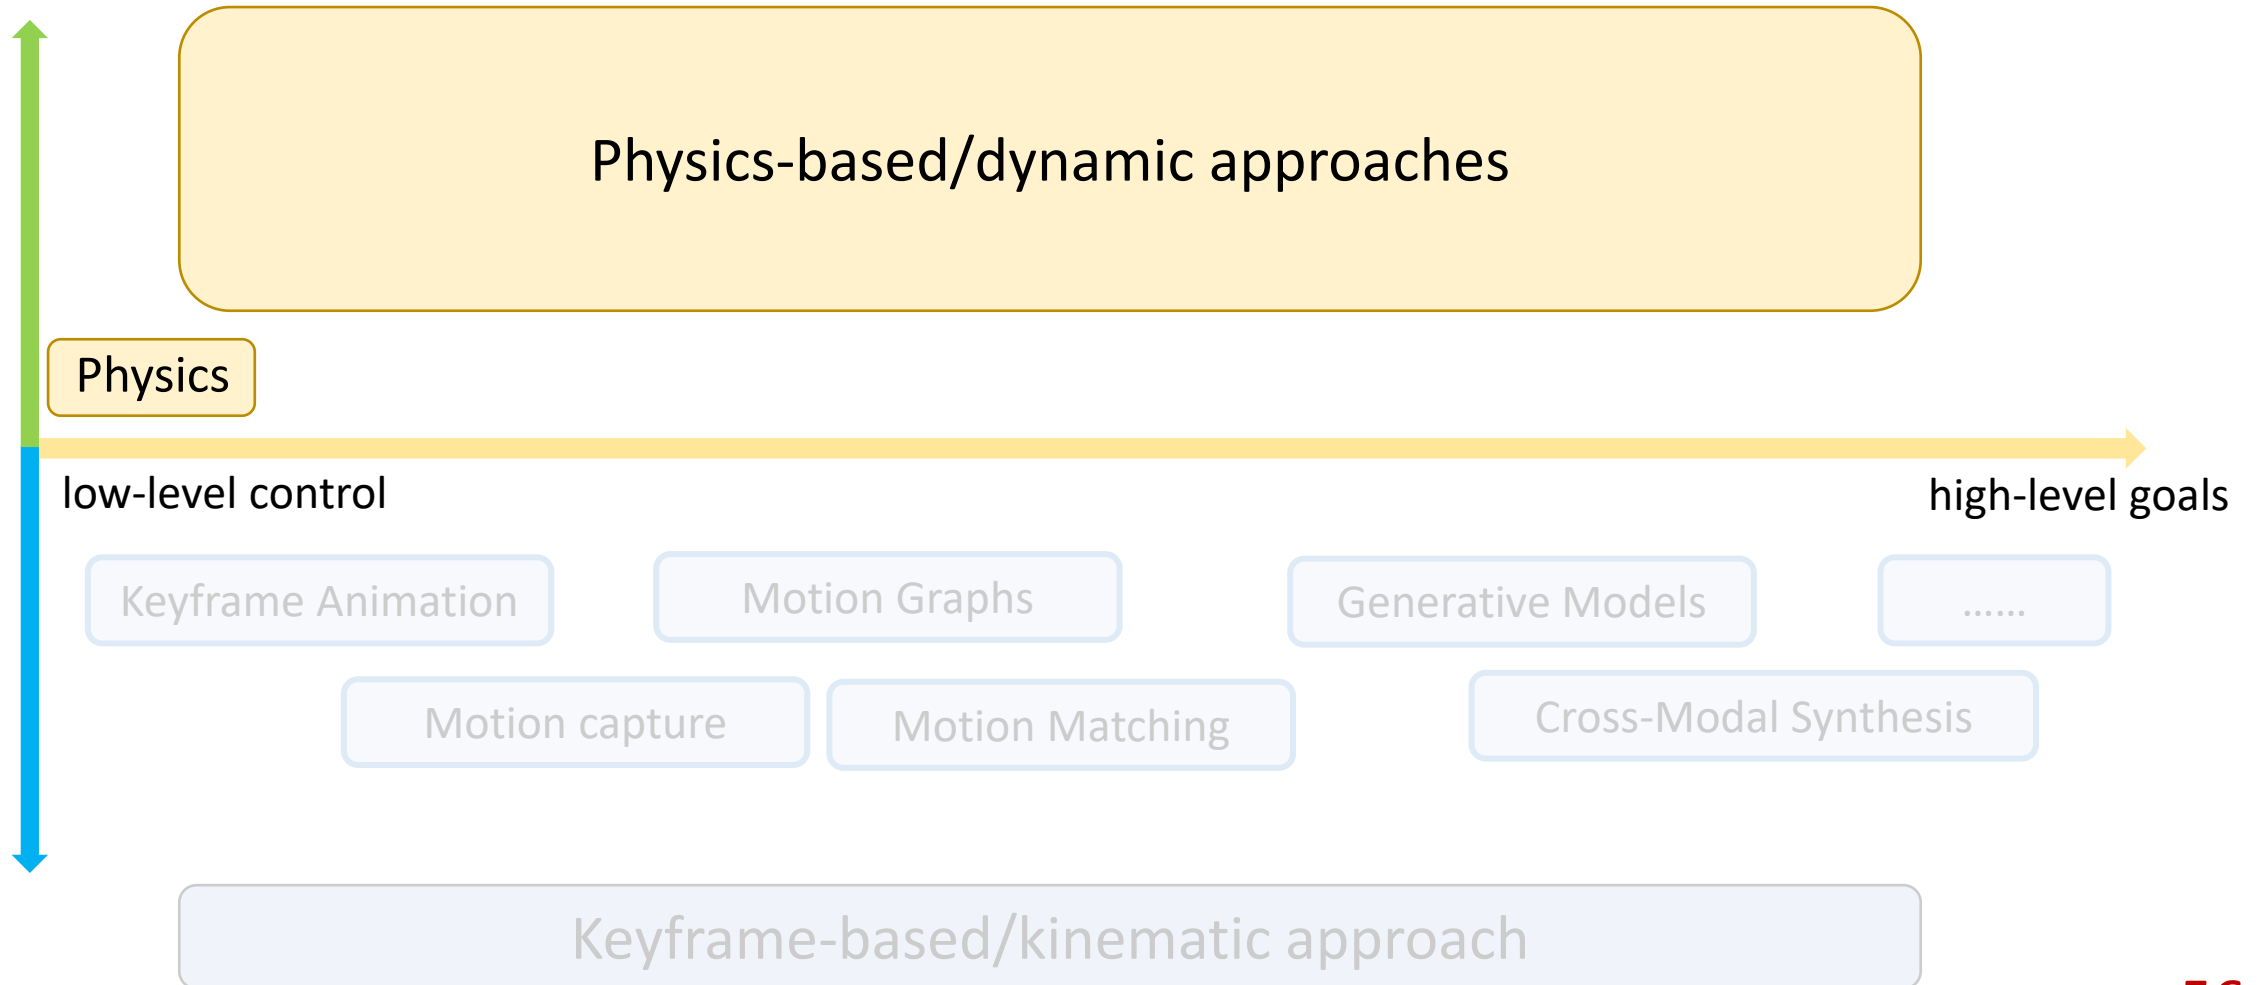 Physics-based/dynamic approaches
Physics
low-level control
high-level goals
Keyframe Animation
Motion Graphs
Generative Models
......
Motion capture
Motion Matching
Cross-Modal Synthesis
Keyframe-based/kinematic approach